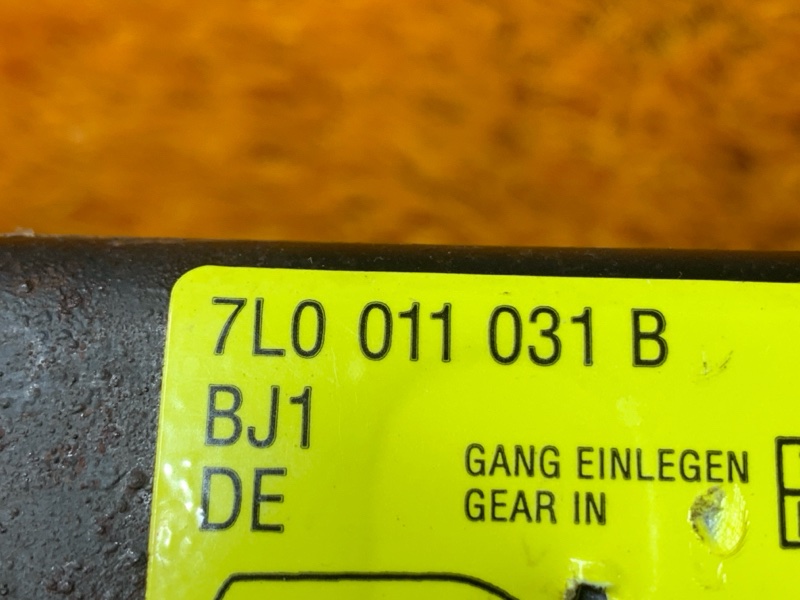 7L0 011 031 B
BJ1
DE
GANG EINLEGEN
GEAR IN